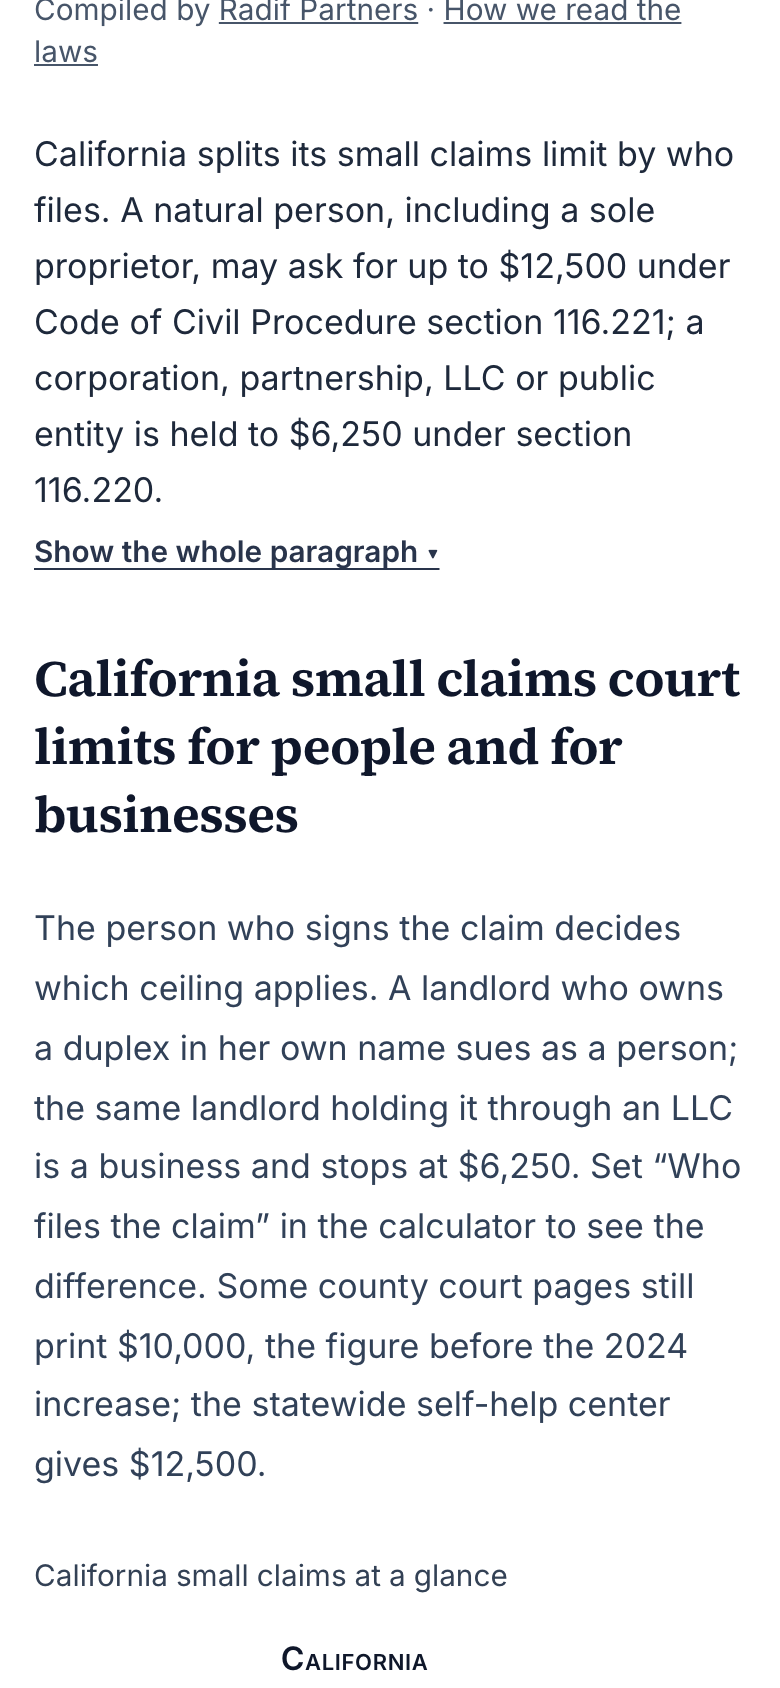 Compiled by Radif Partners · How we read the
laws
California splits its small claims limit by who
files. A natural person, including a sole
proprietor, may ask for up to $12,500 under
Code of Civil Procedure section 116.221; a
corporation, partnership, LLC or public
entity is held to $6,250 under section
116.220.
Show the whole paragraph ▾
California small claims court
limits for people and for
businesses
The person who signs the claim decides
which ceiling applies. A landlord who owns
a duplex in her own name sues as a person;
the same landlord holding it through an LLC
is a business and stops at $6,250. Set “Who
files the claim” in the calculator to see the
difference. Some county court pages still
print $10,000, the figure before the 2024
increase; the statewide self-help center
gives $12,500.
California small claims at a glance
California